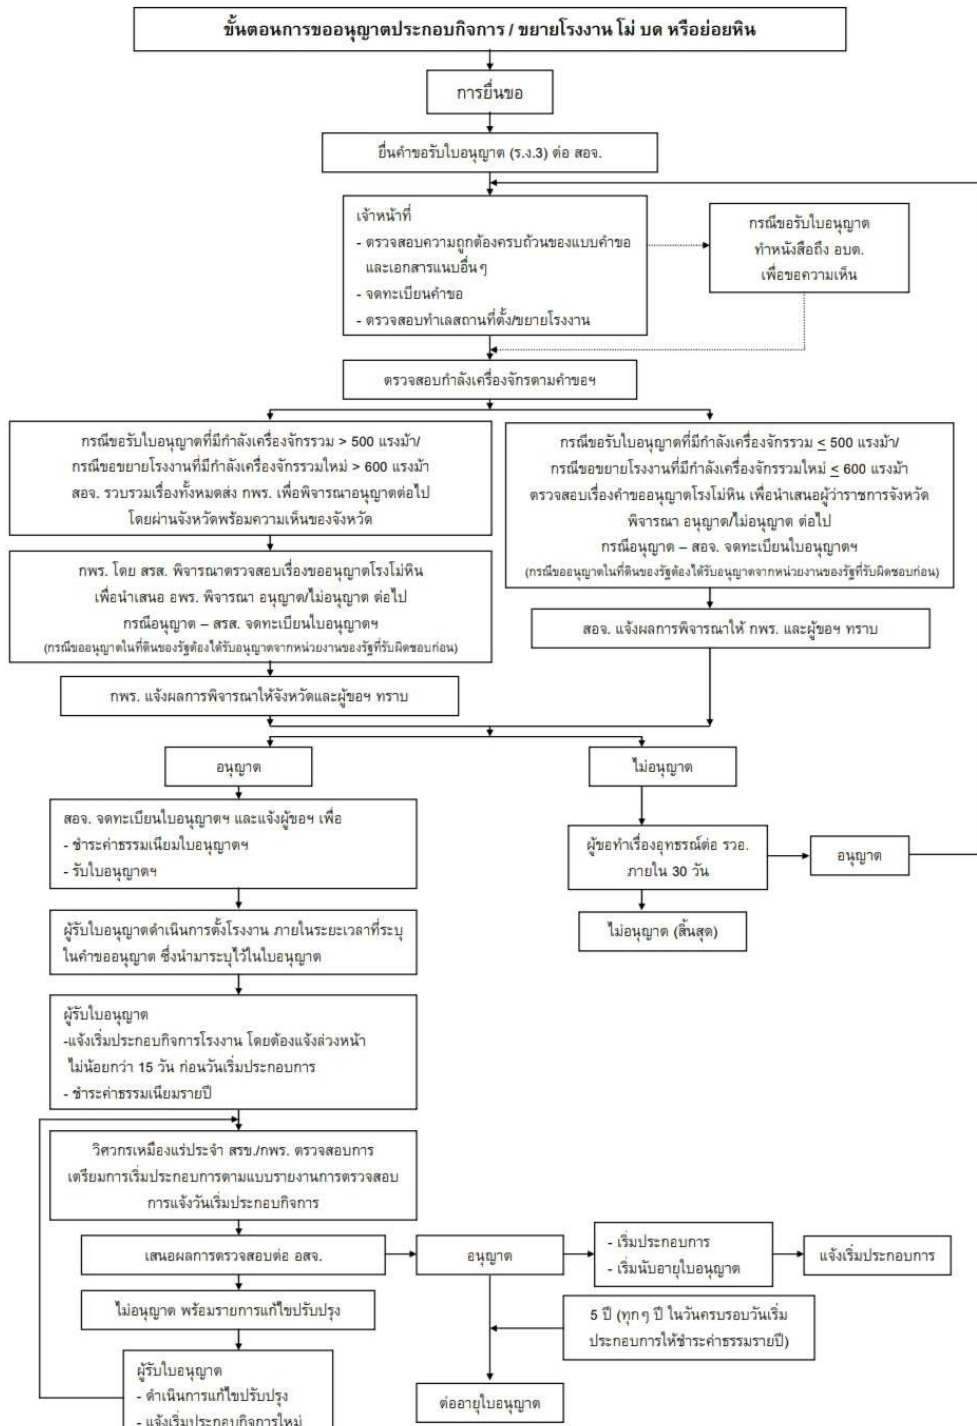 ขั้นตอนการขออนุญาตประกอบกิจการ / ขยายโรงงาน โม่ บด หรือย่อยหิน
การยื่นขอ
ยื่นคำขอรับใบอนุญาต (ร.ง.3) ต่อ สอจ.
เจ้าหน้าที่
- ตรวจสอบความถูกต้องครบถ้วนของแบบคำขอ
และเอกสารแนบอื่นๆ
- จดทะเบียนคำขอ
- ตรวจสอบทำเลสถานที่ตั้ง/ขยายโรงงาน
กรณีขอรับใบอนุญาต
ทำหนังสือถึง อบต.
เพื่อขอความเห็น
ตรวจสอบกำลังเครื่องจักรตามคำขอฯ
กรณีขอรับใบอนุญาตที่มีกำลังเครื่องจักรรวม > 500 แรงม้า/
กรณีขอขยายโรงงานที่มีกำลังเครื่องจักรรวมใหม่ > 600 แรงม้า
สอจ. รวบรวมเรื่องทั้งหมดส่ง กพร. เพื่อพิจารณาอนุญาตต่อไป
โดยผ่านจังหวัดพร้อมความเห็นของจังหวัด
กรณีขอรับใบอนุญาตที่มีกำลังเครื่องจักรรวม ≤ 500 แรงม้า/
กรณีขอขยายโรงงานที่มีกำลังเครื่องจักรรวมใหม่ ≤ 600 แรงม้า
ตรวจสอบเรื่องคำขออนุญาตโรงโม่หิน เพื่อนำเสนอผู้ว่าราชการจังหวัด
พิจารณา อนุญาต/ไม่อนุญาต ต่อไป
กรณีอนุญาต – สอจ. จดทะเบียนใบอนุญาตฯ
(กรณีขออนุญาตในที่ดินของรัฐต้องได้รับอนุญาตจากหน่วยงานของรัฐที่รับผิดชอบก่อน)
กพร. โดย สรส. พิจารณาตรวจสอบเรื่องขออนุญาตโรงโม่หิน
เพื่อนำเสนอ อพร. พิจารณา อนุญาต/ไม่อนุญาต ต่อไป
กรณีอนุญาต – สรส. จดทะเบียนใบอนุญาตฯ
(กรณีขออนุญาตในที่ดินของรัฐต้องได้รับอนุญาตจากหน่วยงานของรัฐที่รับผิดชอบก่อน)
สอจ. แจ้งผลการพิจารณาให้ กพร. และผู้ขอฯ ทราบ
กพร. แจ้งผลการพิจารณาให้จังหวัดและผู้ขอฯ ทราบ
อนุญาต
ไม่อนุญาต
สอจ. จดทะเบียนใบอนุญาตฯ และแจ้งผู้ขอฯ เพื่อ
- ชำระค่าธรรมเนียมใบอนุญาตฯ
- รับใบอนุญาตฯ
ผู้ขอทำเรื่องอุทธรณ์ต่อ รวอ.
ภายใน 30 วัน
อนุญาต
ไม่อนุญาต (สิ้นสุด)
ผู้รับใบอนุญาตดำเนินการตั้งโรงงาน ภายในระยะเวลาที่ระบุ
ในคำขออนุญาต ซึ่งนำมาระบุไว้ในใบอนุญาต
ผู้รับใบอนุญาต
-แจ้งเริ่มประกอบกิจการโรงงาน โดยต้องแจ้งล่วงหน้า
ไม่น้อยกว่า 15 วัน ก่อนวันเริ่มประกอบการ
- ชำระค่าธรรมเนียมรายปี
วิศวกรเหมืองแร่ประจำ สรข./กพร. ตรวจสอบการ
เตรียมการเริ่มประกอบการตามแบบรายงานการตรวจสอบ
การแจ้งวันเริ่มประกอบกิจการ
เสนอผลการตรวจสอบต่อ อสจ.
อนุญาต
- เริ่มประกอบการ
- เริ่มนับอายุใบอนุญาต
แจ้งเริ่มประกอบการ
ไม่อนุญาต พร้อมรายการแก้ไขปรับปรุง
5 ปี (ทุกๆ ปี ในวันครบรอบวันเริ่ม
ประกอบการให้ชำระค่าธรรมรายปี)
ผู้รับใบอนุญาต
- ดำเนินการแก้ไขปรับปรุง
- แจ้งเริ่มประกอบกิจการใหม่
ต่ออายุใบอนุญาต